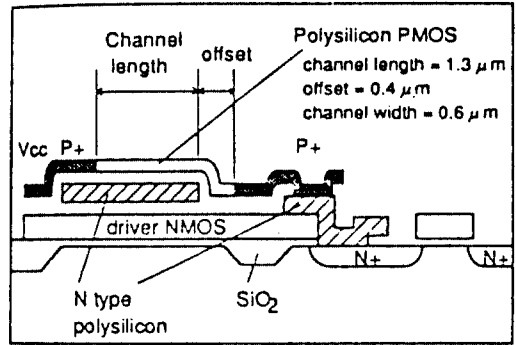 Channel length
offset
Polysilicon PMOS
channel length = 1.3 μm
offset = 0.4 μm
channel width = 0.6 μm
Vcc
P+
P+
driver NMOS
N+
N+
N type polysilicon
SiO2